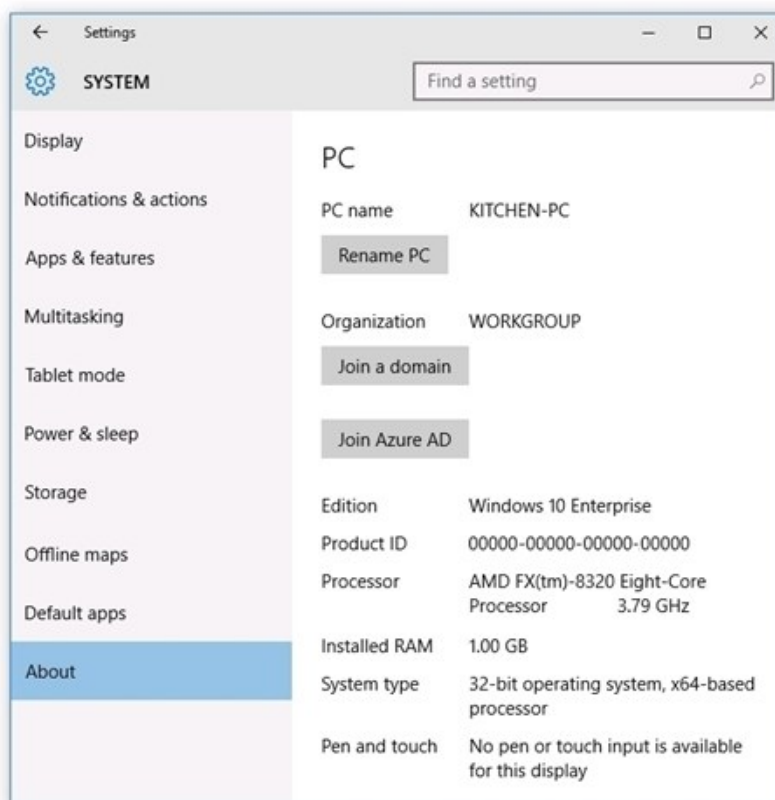 Settings
SYSTEM
Find a setting
Display
Notifications & actions
Apps & features
Multitasking
Tablet mode
Power & sleep
Storage
Offline maps
Default apps
About
PC
PC name KITCHEN-PC
Rename PC
Organization WORKGROUP
Join a domain
Join Azure AD
Edition Windows 10 Enterprise
Product ID 00000-00000-00000-00000
Processor AMD FX(tm)-8320 Eight-Core
Processor 3.79 GHz
Installed RAM 1.00 GB
System type 32-bit operating system, x64-based
processor
Pen and touch No pen or touch input is available
for this display